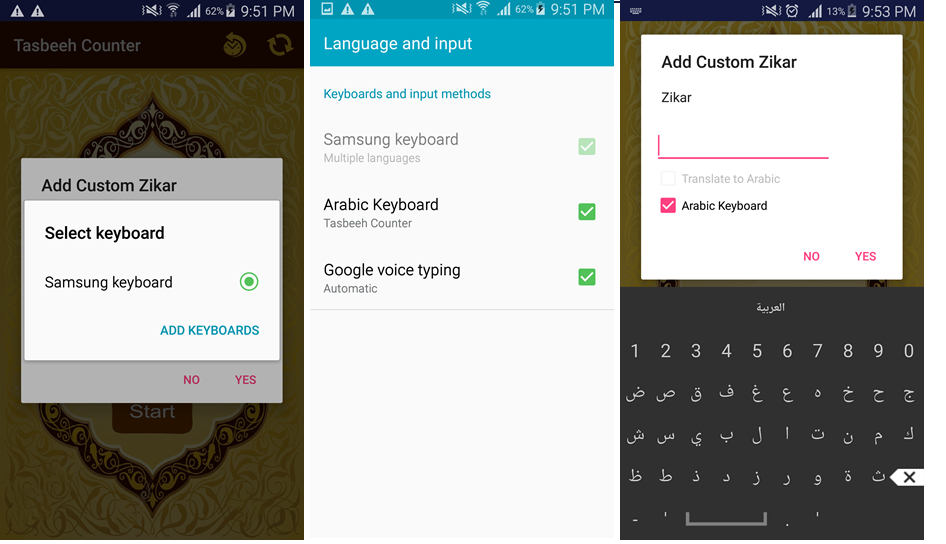 62% 9:51 PM
Tasbeeh Counter
Add Custom Zikar
Select keyboard
Samsung keyboard
ADD KEYBOARDS
NO YES
Start
62% 9:51 PM
Language and input
Keyboards and input methods
Samsung keyboard
Multiple languages
Arabic Keyboard
Tasbeeh Counter
Google voice typing
Automatic
13% 9:53 PM
Add Custom Zikar
Zikar
Translate to Arabic
Arabic Keyboard
NO YES
العربية
1 2 3 4 5 6 7 8 9 0
ض ص ق ف غ ع ه خ ح ج
ش س ي ب ل ا ت ن م ك
ظ ط ذ د ز ر و ة ث
- ' . '